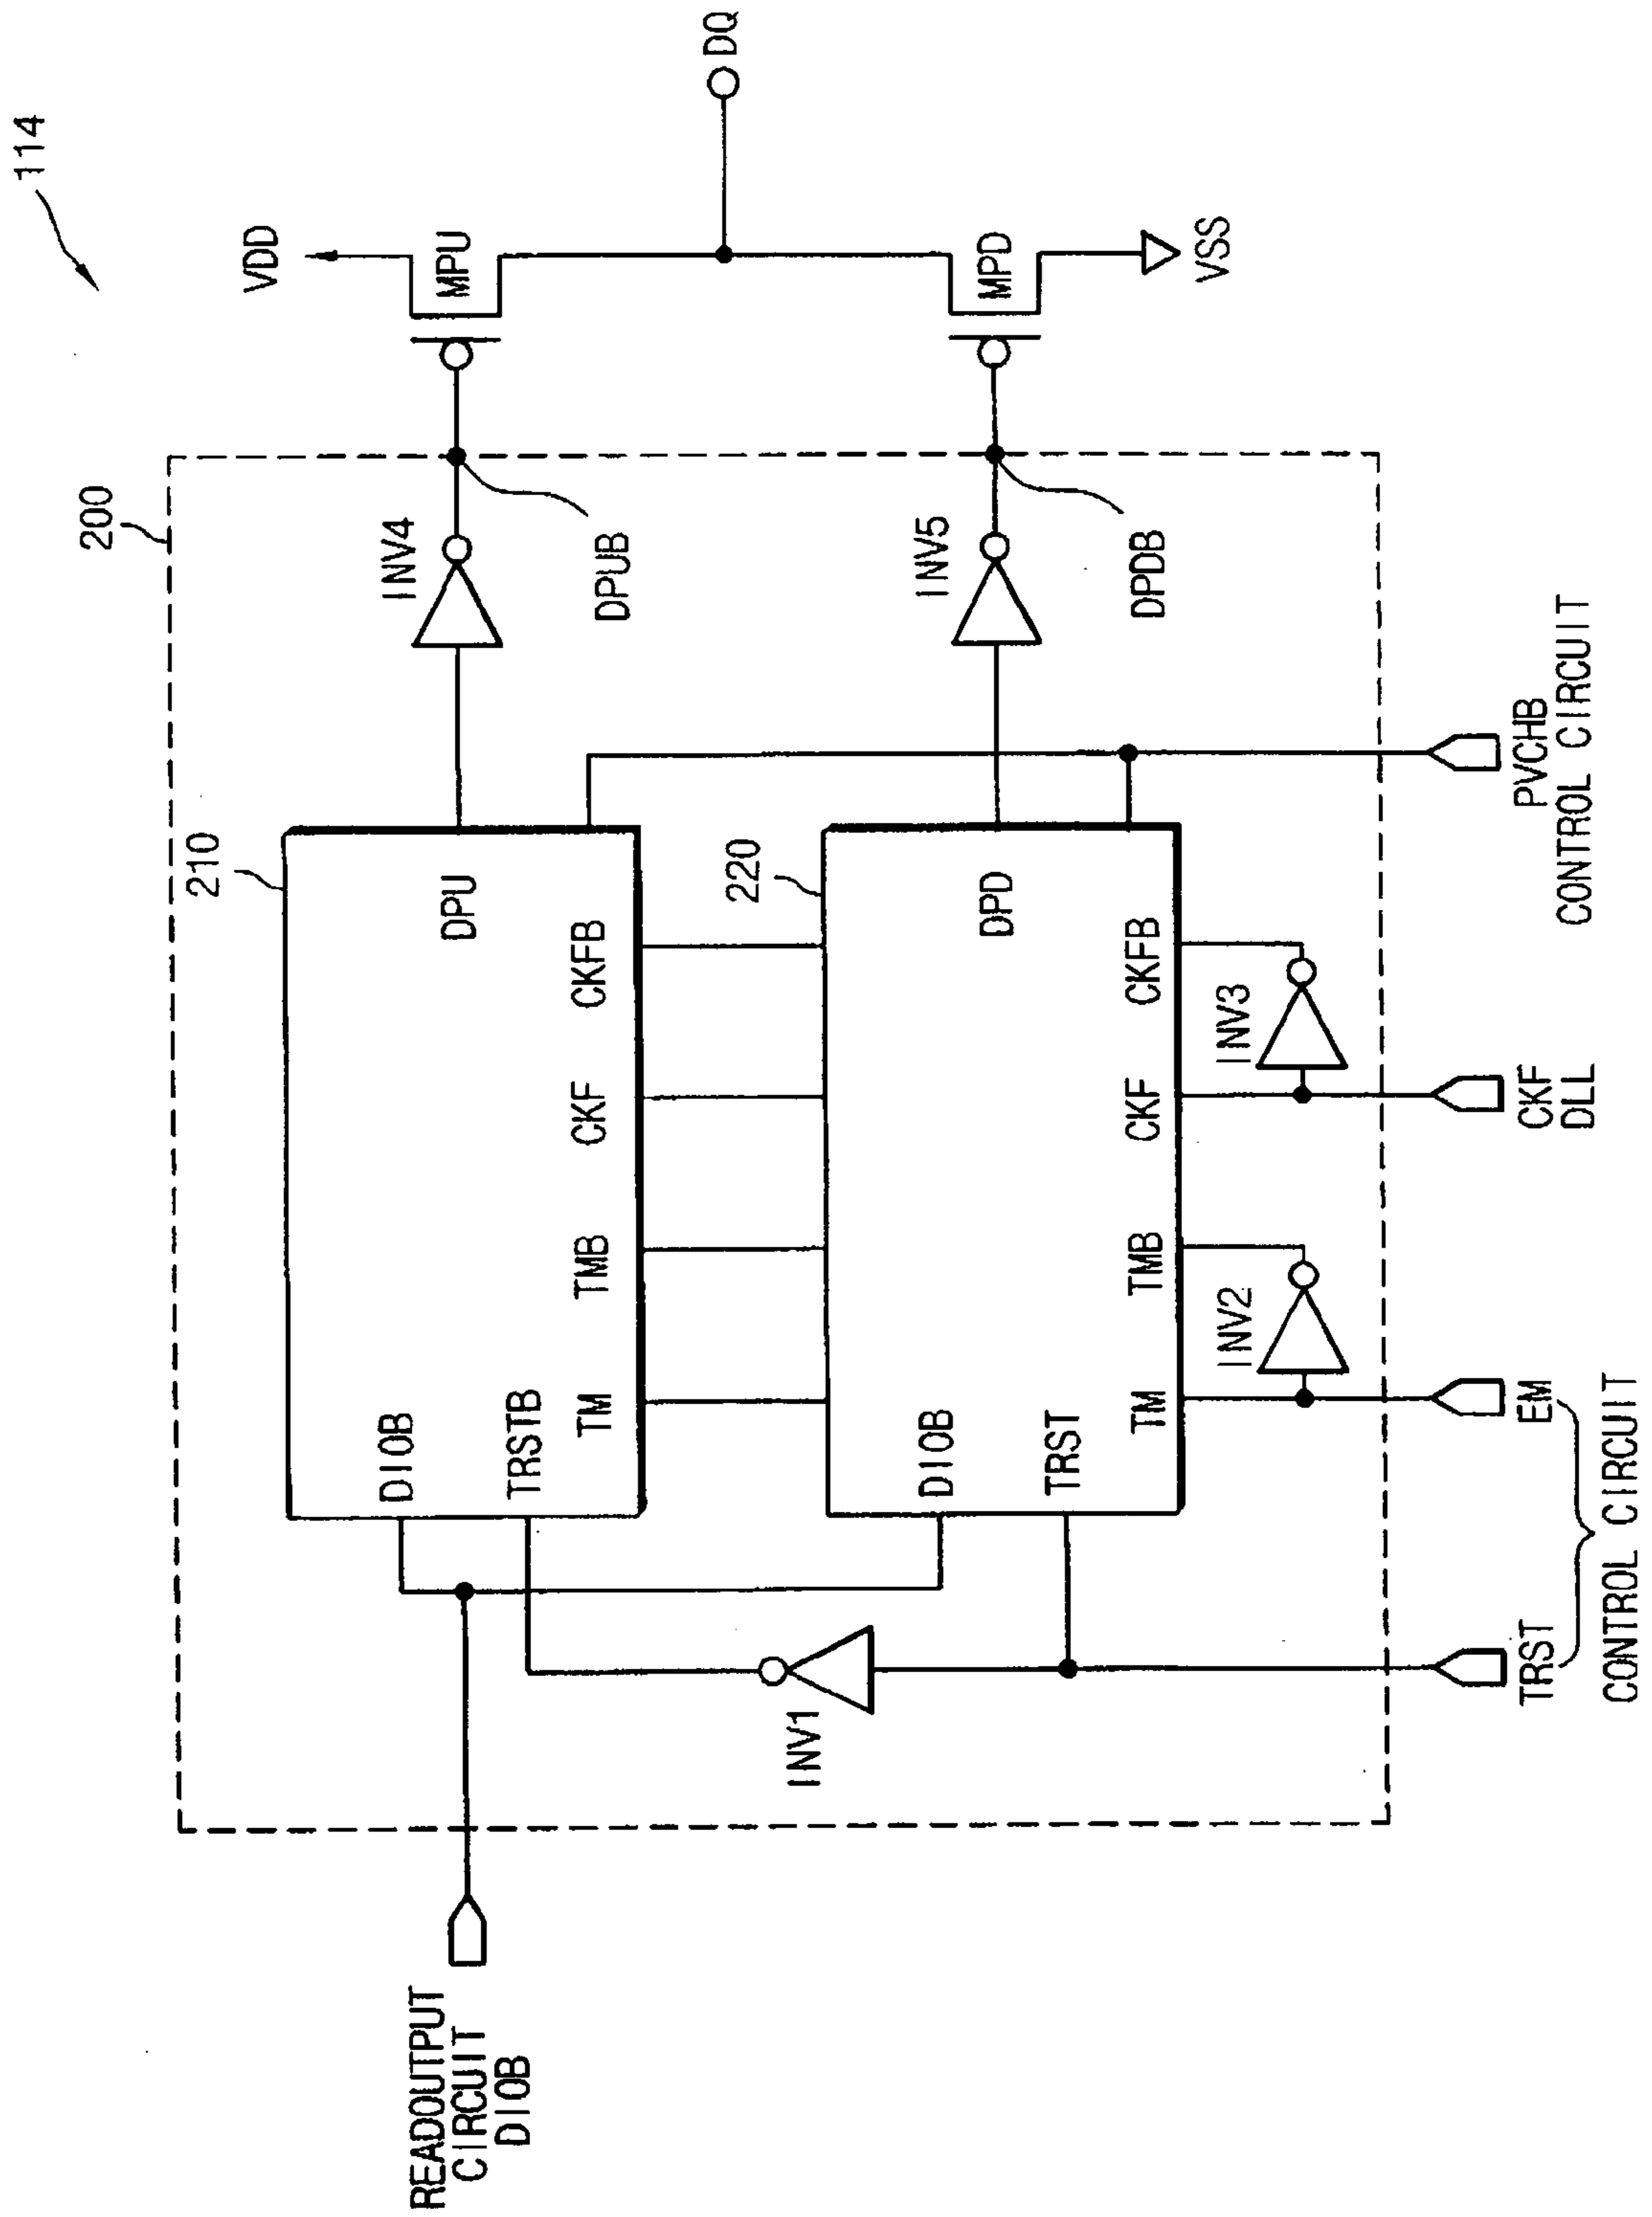 114
200
VDD
MPU
DQ
MPD
VSS
INV4
DPUB
INV5
DPDB
210
DPU
CKFB
CKF
TMB
TM
DIOB
TRSTB
220
DPD
CKFB
CKF
TMB
TM
DIOB
TRST
INV1
INV2
INV3
READOUTPUT
CIRCUIT
DIOB
TRST
EM
CONTROL CIRCUIT
CKF
DLL
PVCHB
CONTROL CIRCUIT